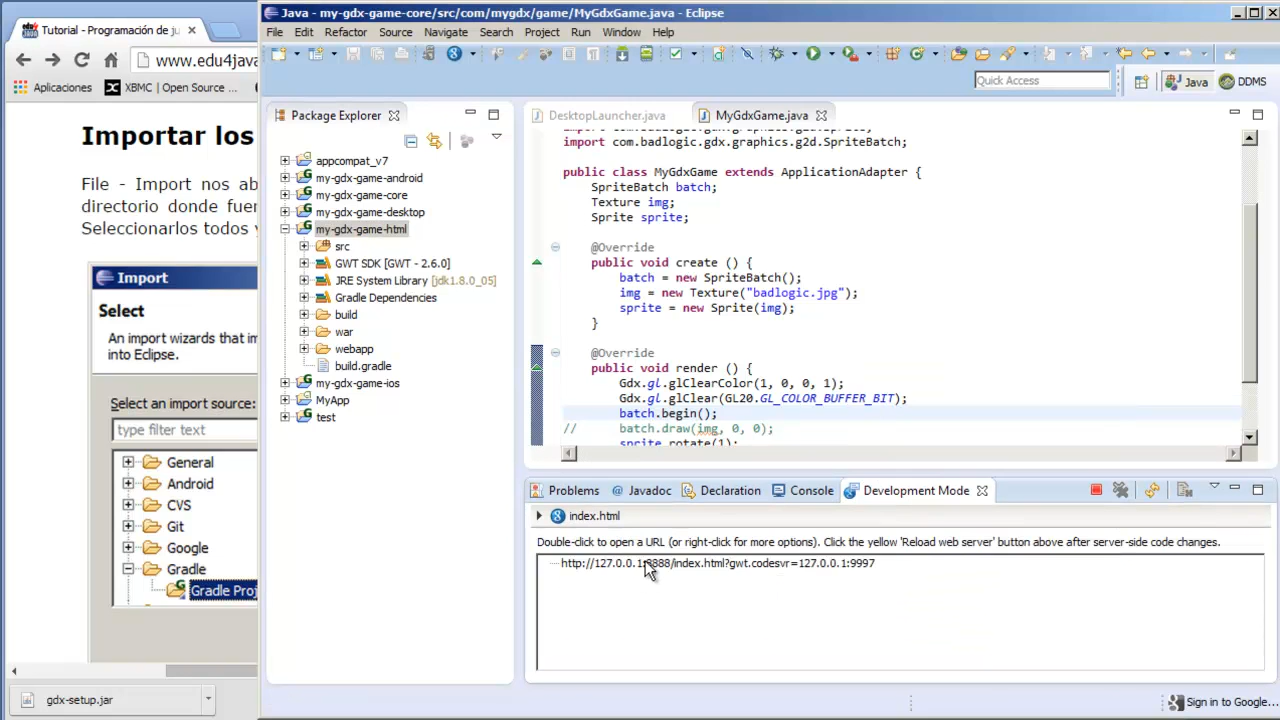 Tutorial - Programación de ju
www.edu4java
Aplicaciones
XBMC | Open Source ...
Importar los
File - Import nos ab
directorio donde fuer
Seleccionarlos todos y
Import
Select
An import wizards that im
into Eclipse.
Select an import source:
type filter text
General
Android
CVS
Git
Google
Gradle
Gradle Proj
gdx-setup.jar
Java - my-gdx-game-core/src/com/mygdx/game/MyGdxGame.java - Eclipse
File Edit Refactor Source Navigate Search Project Run Window Help
Quick Access
Java
DDMS
Package Explorer
appcompat_v7
my-gdx-game-android
my-gdx-game-core
my-gdx-game-desktop
my-gdx-game-html
src
GWT SDK [GWT - 2.6.0]
JRE System Library [jdk1.8.0_05]
Gradle Dependencies
build
war
webapp
build.gradle
my-gdx-game-ios
MyApp
test
DesktopLauncher.java
MyGdxGame.java
import com.badlogic.gdx.graphics.g2d.SpriteBatch;
public class MyGdxGame extends ApplicationAdapter {
SpriteBatch batch;
Texture img;
Sprite sprite;
@Override
public void create () {
batch = new SpriteBatch();
img = new Texture("badlogic.jpg");
sprite = new Sprite(img);
}
@Override
public void render () {
Gdx.gl.glClearColor(1, 0, 0, 1);
Gdx.gl.glClear(GL20.GL_COLOR_BUFFER_BIT);
batch.begin();
// batch.draw(img, 0, 0);
sprite.rotate(1);
Problems
@ Javadoc
Declaration
Console
Development Mode
index.html
Double-click to open a URL (or right-click for more options). Click the yellow 'Reload web server' button above after server-side code changes.
http://127.0.0.1:8888/index.html?gwt.codesvr=127.0.0.1:9997
Sign in to Google...